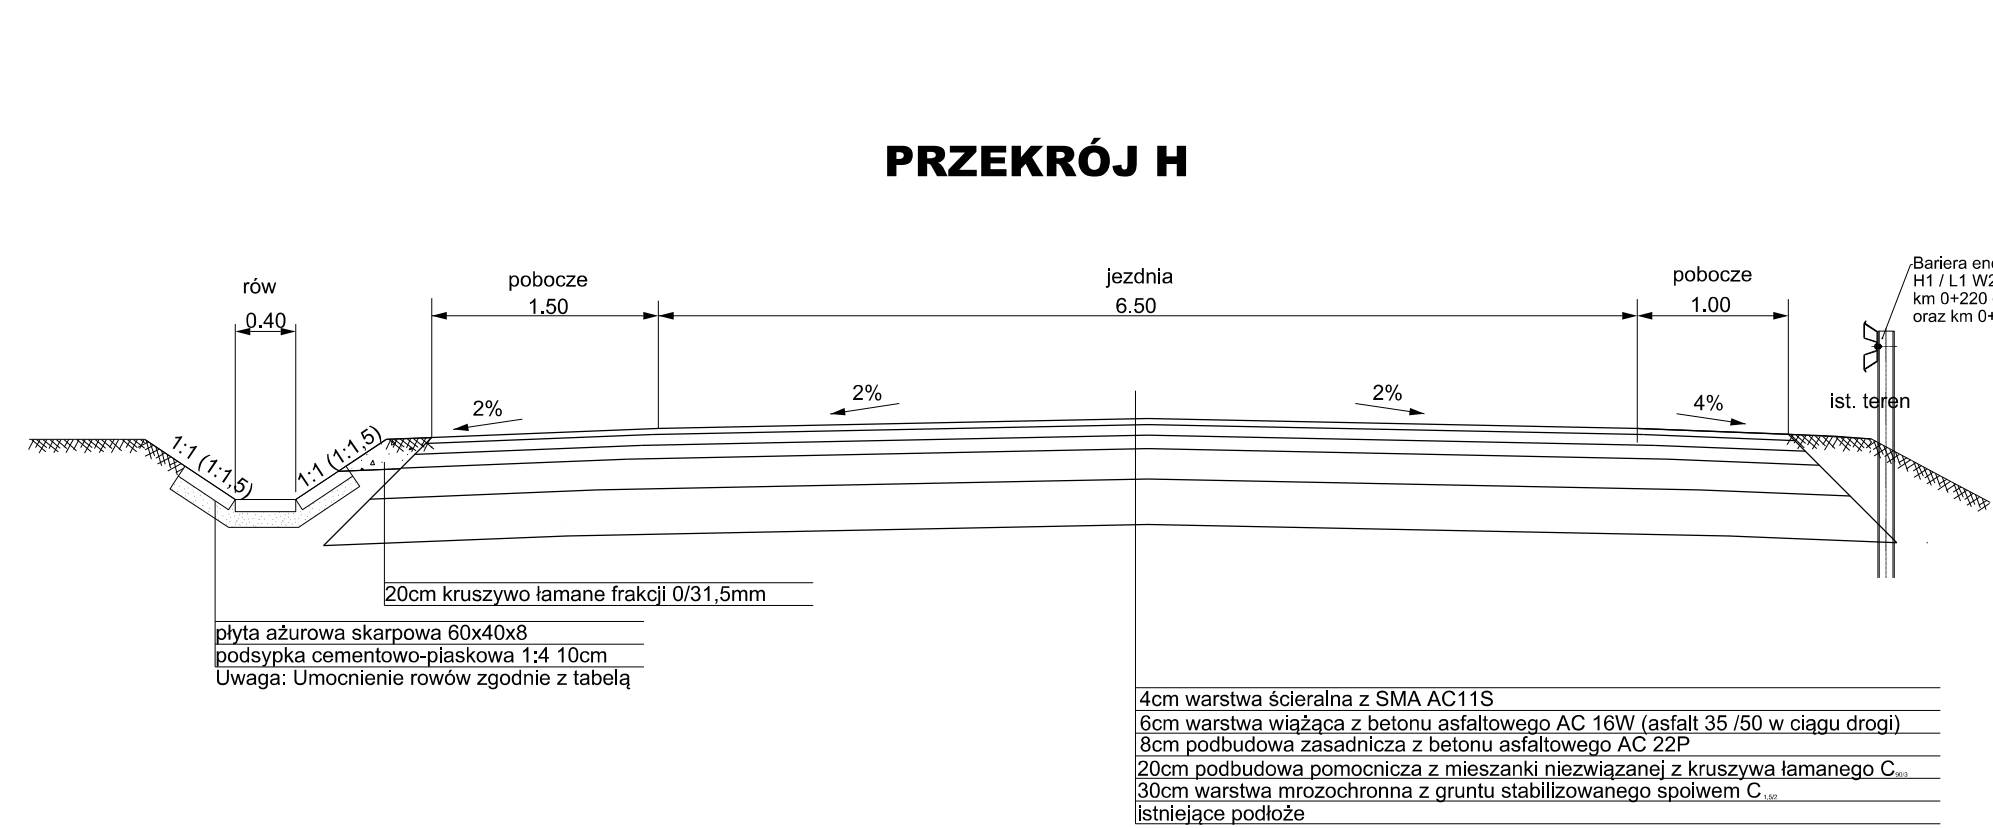 PRZEKRÓJ H
rów
0.40
pobocze
1.50
jezdnia
6.50
pobocze
1.00
Bariera
H1 / L1
km 0+220
oraz km
2%
2%
2%
4%
ist. teren
1:1 (1:1,5)
1:1 (1:1,5)
20cm kruszywo łamane frakcji 0/31,5mm
płyta ażurowa skarpowa 60x40x8
podsypka cementowo-piaskowa 1:4 10cm
Uwaga: Umocnienie rowów zgodnie z tabelą
4cm warstwa ścieralna z SMA AC11S
6cm warstwa wiążąca z betonu asfaltowego AC 16W (asfalt 35 /50 w ciągu drogi)
8cm podbudowa zasadnicza z betonu asfaltowego AC 22P
20cm podbudowa pomocnicza z mieszanki niezwiązanej z kruszywa łamanego C90/3
30cm warstwa mrozochronna z gruntu stabilizowanego spoiwem C1,5/2
istniejące podłoże